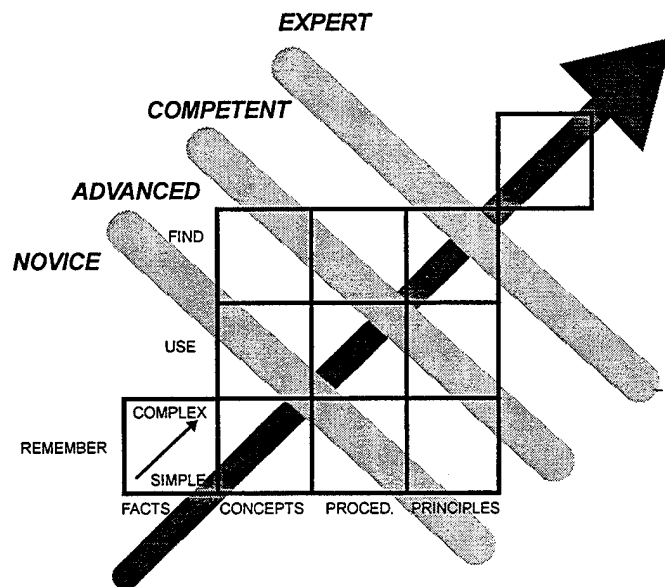 EXPERT
COMPETENT
ADVANCED
FIND
NOVICE
USE
COMPLEX
REMEMBER
SIMPLE
FACTS CONCEPTS PROCED. PRINCIPLES